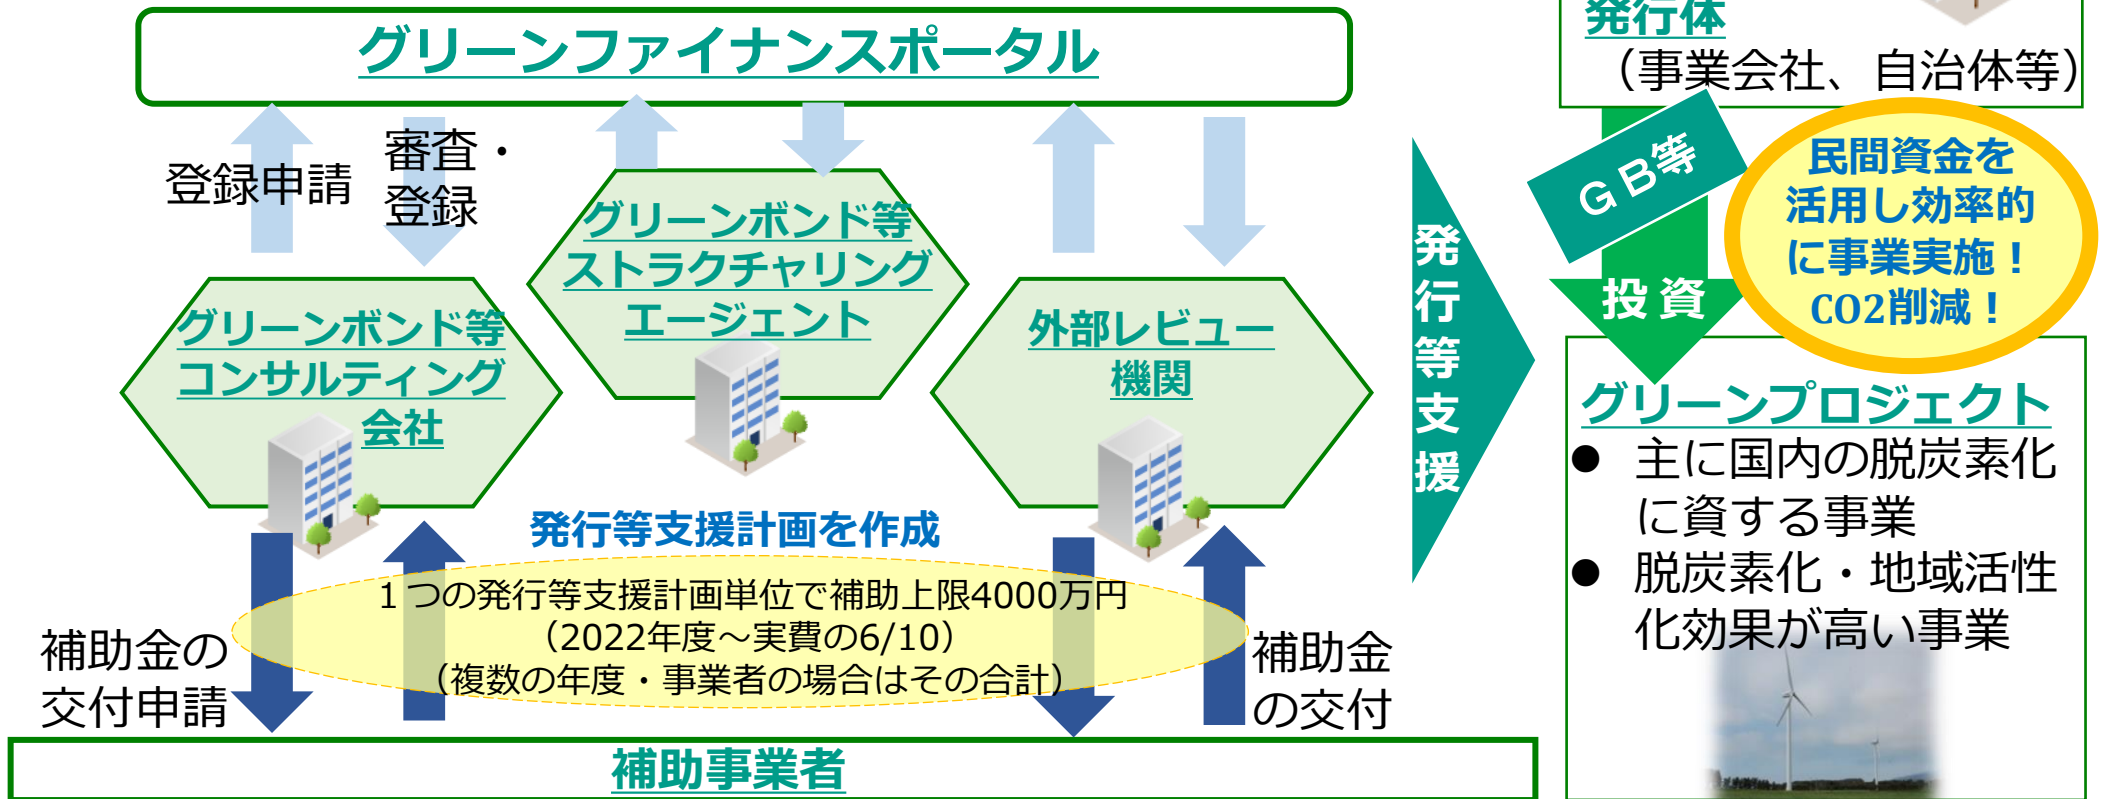 グリーンファイナンスポータル
登録申請
審査・
登録
グリーンボンド等
コンサルティング
会社
グリーンボンド等
ストラクチャリング
エージェント
外部レビュー
機関
発行等支援計画を作成
１つの発行等支援計画単位で補助上限4000万円
（2022年度～実費の6/10）
（複数の年度・事業者の場合はその合計）
補助金の
交付申請
補助金
の交付
補助事業者
発行等支援
発行体
（事業会社、自治体等）
ＧＢ等
投資
民間資金を
活用し効率的
に事業実施！
CO2削減！
グリーンプロジェクト
● 主に国内の脱炭素化
に資する事業
● 脱炭素化・地域活性
化効果が高い事業